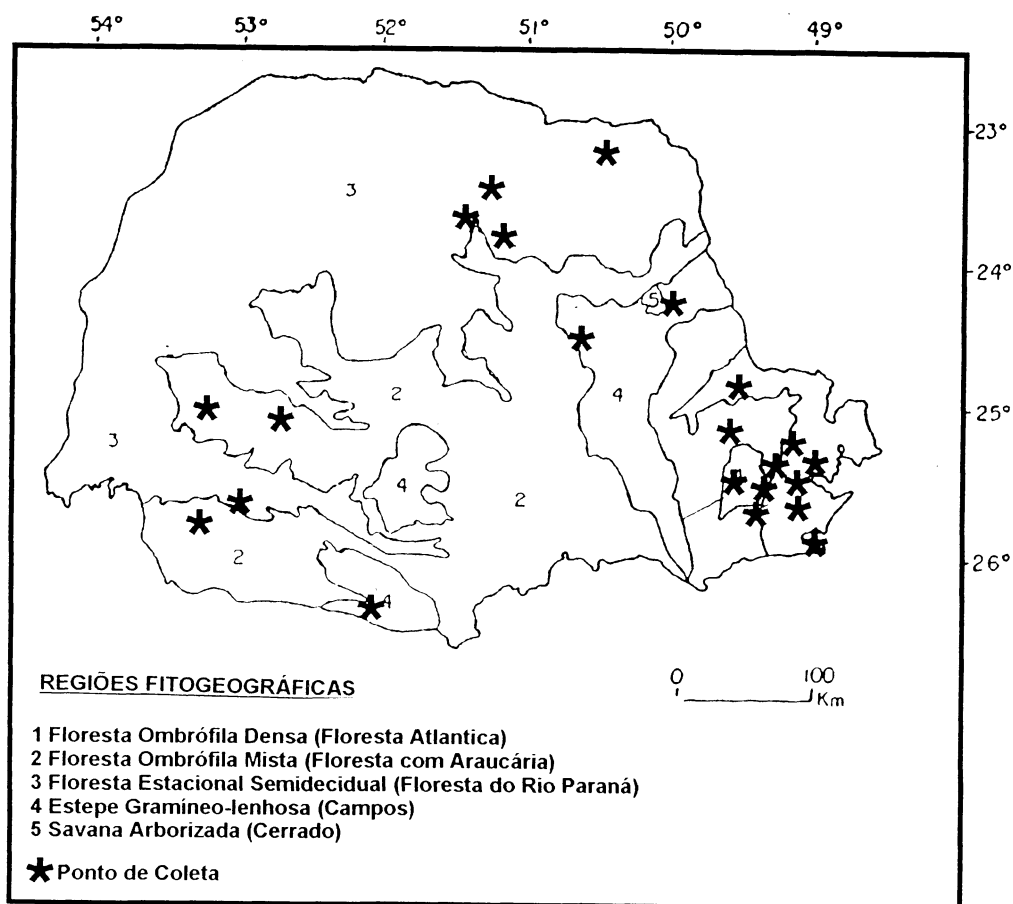 54° 53° 52° 51° 50° 49°
23°
3
24°
5
2
4
25°
3
4
2
2
26°
4
REGIÕES FITOGEOGRÁFICAS
0 100
Km
1 Floresta Ombrófila Densa (Floresta Atlantica)
2 Floresta Ombrófila Mista (Floresta com Araucária)
3 Floresta Estacional Semidecidual (Floresta do Rio Paraná)
4 Estepe Gramíneo-lenhosa (Campos)
5 Savana Arborizada (Cerrado)
Ponto de Coleta